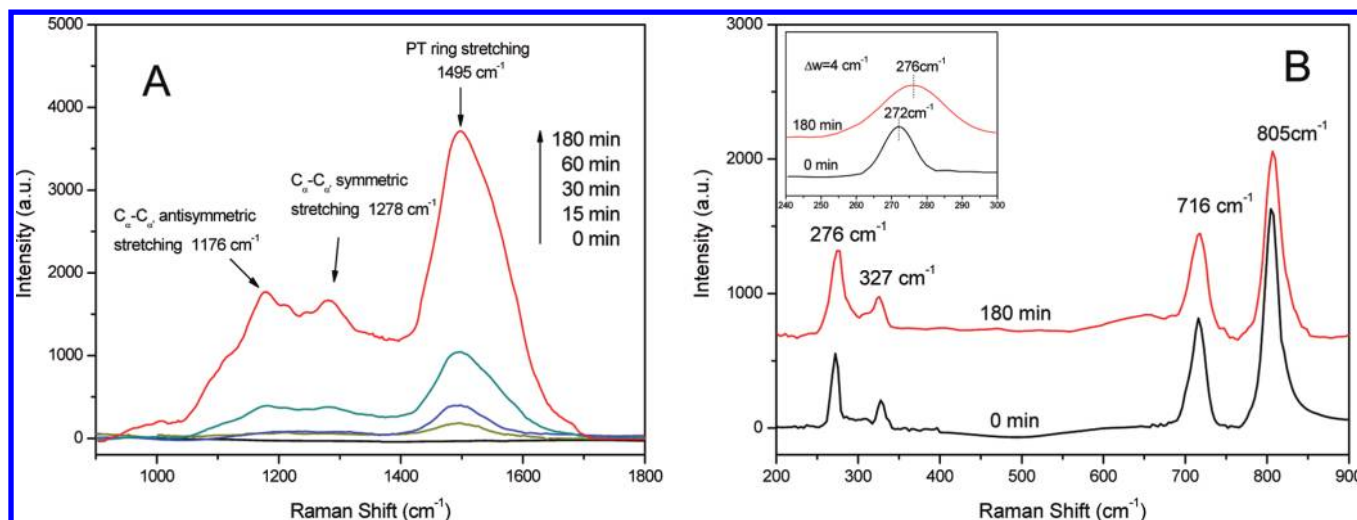 A
5000
4000
3000
2000
1000
0
Intensity (a.u.)
PT ring stretching
1495 cm⁻¹
180 min
60 min
30 min
15 min
0 min
Cα-Cα' symmetric
stretching 1278 cm⁻¹
Cα-Cα' antisymmetric
stretching 1176 cm⁻¹
1000 1200 1400 1600 1800
Raman Shift (cm⁻¹)
B
3000
2000
1000
0
Intensity (a.u.)
Δw=4 cm⁻¹
276cm⁻¹
180 min
272cm⁻¹
0 min
240 250 260 270 280 290 300
805cm⁻¹
716 cm⁻¹
276 cm⁻¹
327 cm⁻¹
180 min
0 min
200 300 400 500 600 700 800 900
Raman Shift (cm⁻¹)